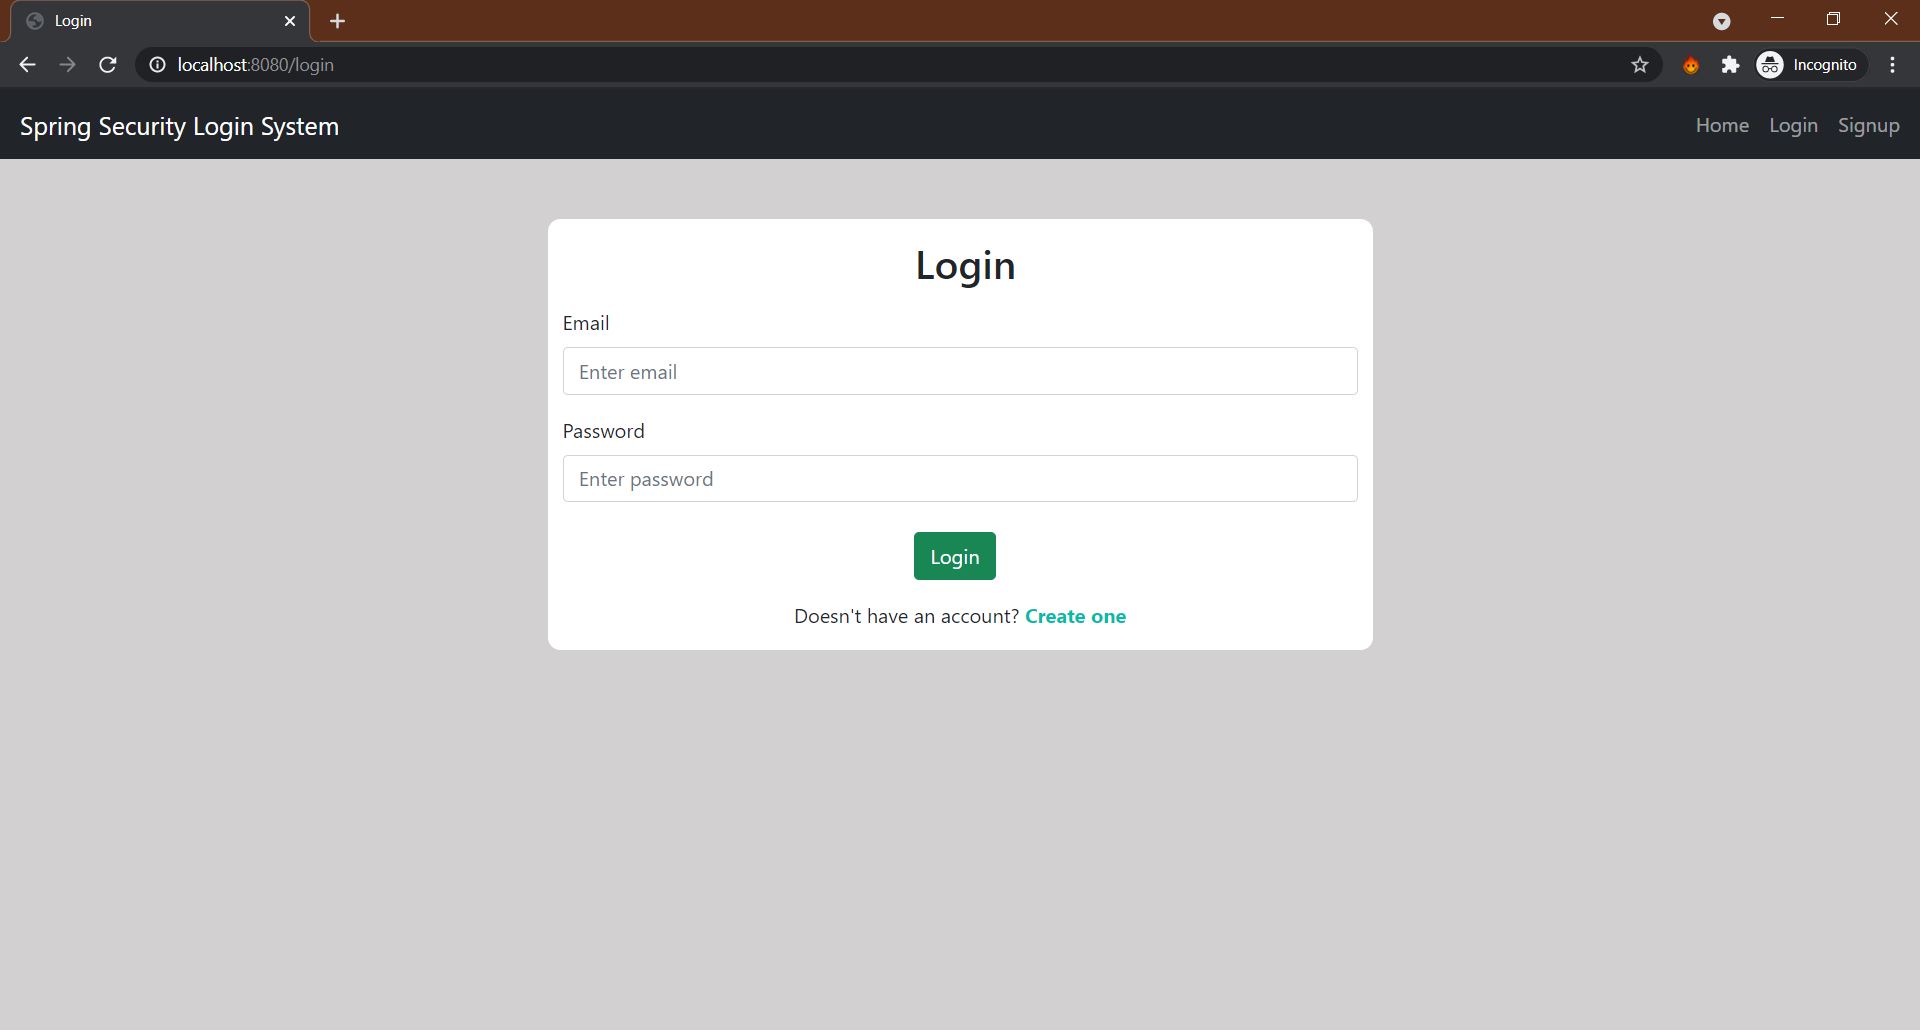 Login
localhost:8080/login
Incognito
Spring Security Login System
Home Login Signup
Login
Email
Enter email
Password
Enter password
Login
Doesn't have an account? Create one